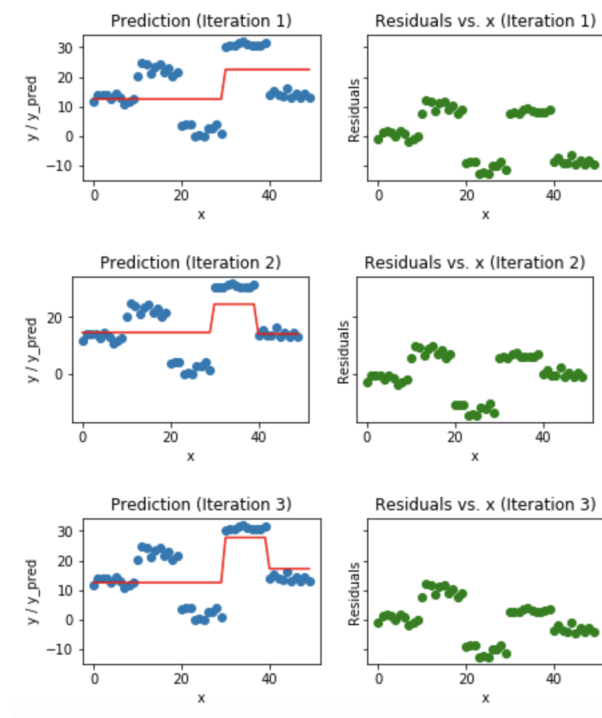 Prediction (Iteration 1)
Residuals vs. x (Iteration 1)
y / y_pred
30
20
10
0
−10
0
20
40
x
Residuals
0
20
40
x
Prediction (Iteration 2)
Residuals vs. x (Iteration 2)
y / y_pred
20
0
0
20
40
x
Residuals
0
20
40
x
Prediction (Iteration 3)
Residuals vs. x (Iteration 3)
y / y_pred
30
20
10
0
−10
0
20
40
x
Residuals
0
20
40
x